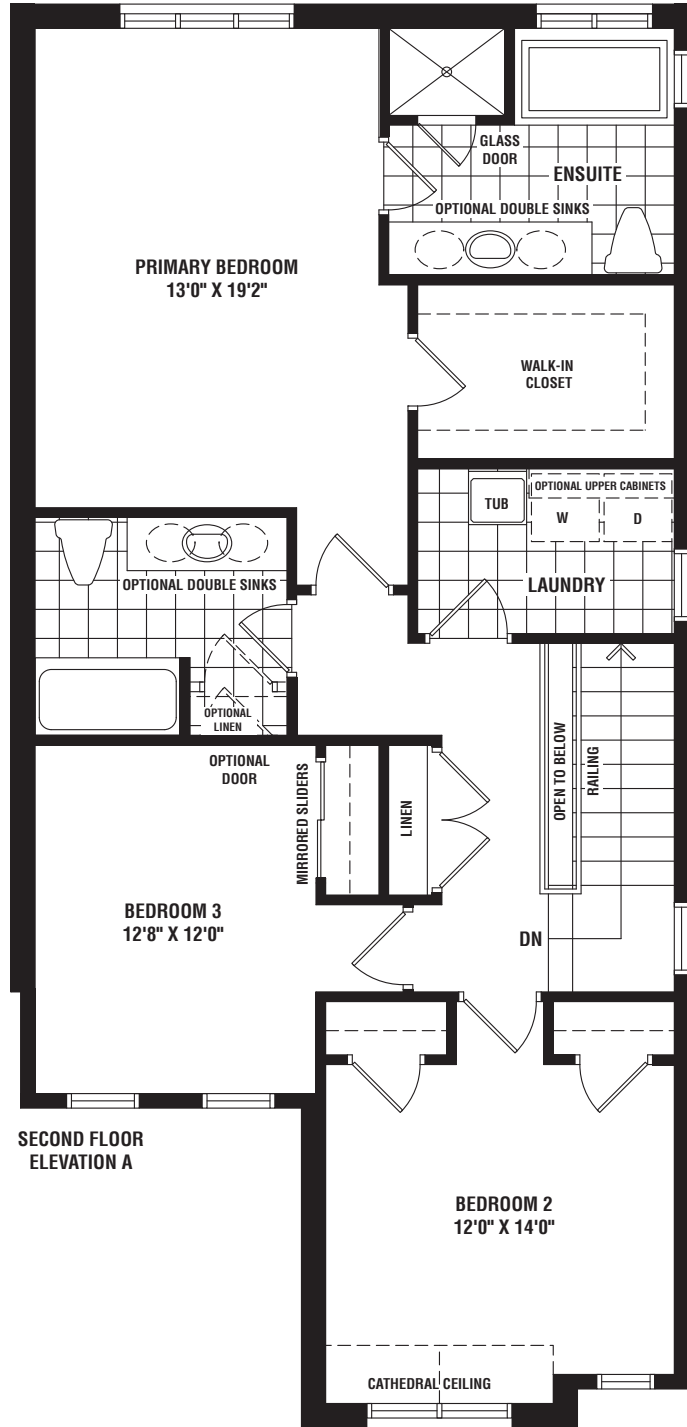 GLASS
DOOR
ENSUITE
OPTIONAL DOUBLE SINKS
PRIMARY BEDROOM
13'0" X 19'2"
WALK-IN
CLOSET
OPTIONAL UPPER CABINETS
TUB
W
D
LAUNDRY
OPTIONAL DOUBLE SINKS
OPTIONAL
LINEN
OPTIONAL
DOOR
MIRRORED SLIDERS
LINEN
OPEN TO BELOW
RAILING
BEDROOM 3
12'8" X 12'0"
DN
SECOND FLOOR
ELEVATION A
BEDROOM 2
12'0" X 14'0"
CATHEDRAL CEILING